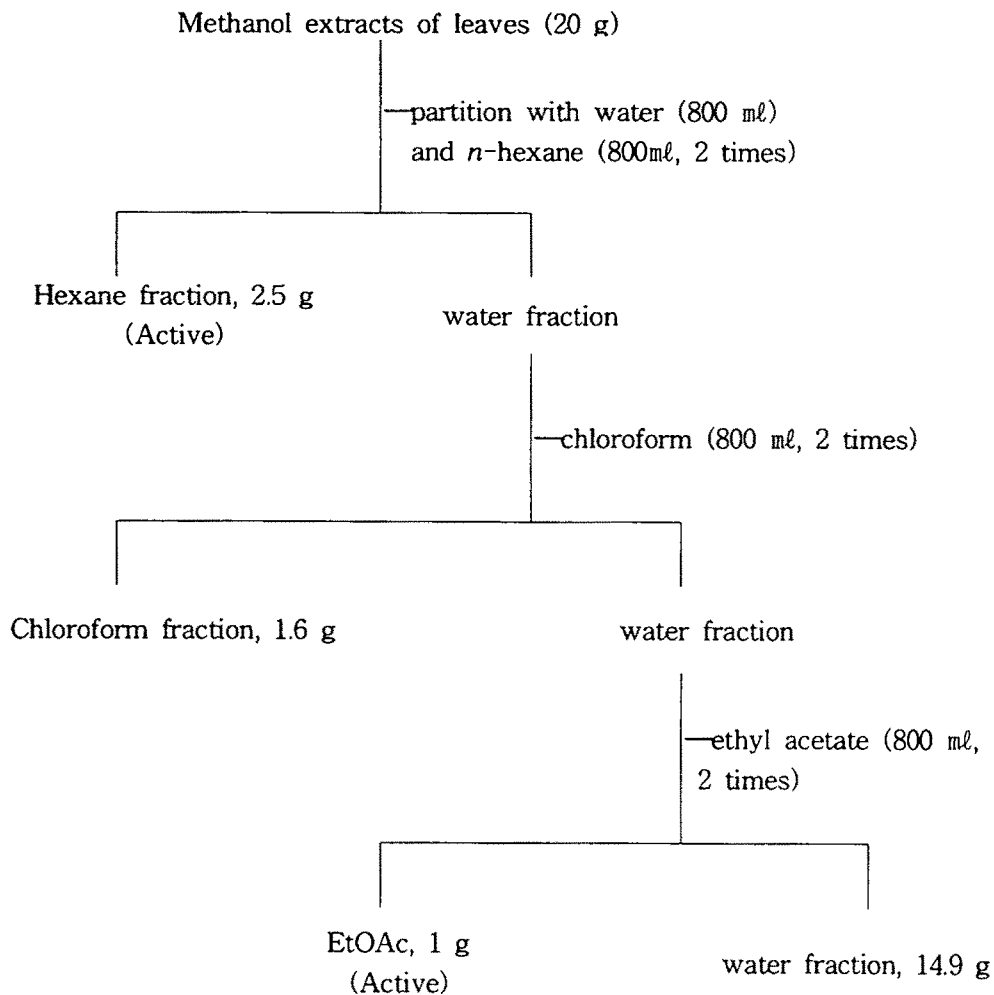 Methanol extracts of leaves (20 g)
partition with water (800 ㎖)
and n-hexane (800㎖, 2 times)
Hexane fraction, 2.5 g
(Active)
water fraction
chloroform (800 ㎖, 2 times)
Chloroform fraction, 1.6 g
water fraction
ethyl acetate (800 ㎖,
2 times)
EtOAc, 1 g
(Active)
water fraction, 14.9 g